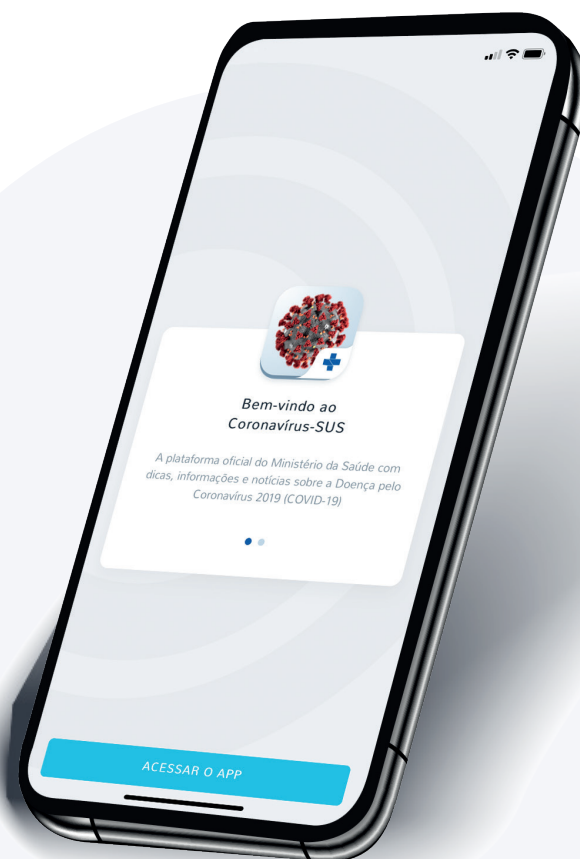 Bem-vindo ao
Coronavírus-SUS
A plataforma oficial do Ministério da Saúde com
dicas, informações e notícias sobre a Doença pelo
Coronavírus 2019 (COVID-19)
ACESSAR O APP